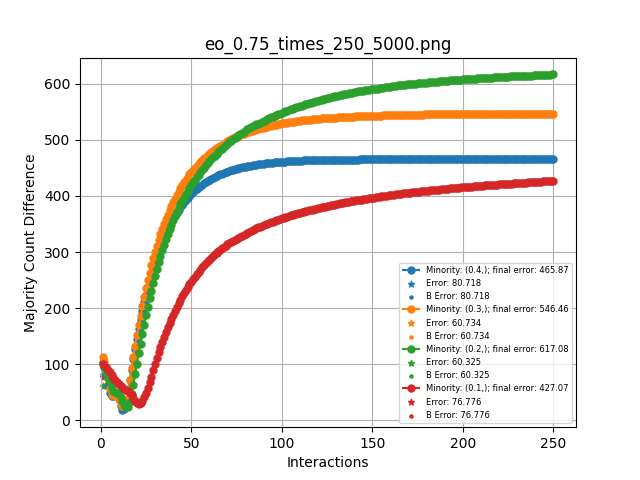 eo_0.75_times_250_5000.png
Majority Count Difference
600
500
400
300
200
100
0
Minority: (0.4,); final error: 465.87
Error: 80.718
B Error: 80.718
Minority: (0.3,); final error: 546.46
Error: 60.734
B Error: 60.734
Minority: (0.2,); final error: 617.08
Error: 60.325
B Error: 60.325
Minority: (0.1,); final error: 427.07
Error: 76.776
B Error: 76.776
0 50 100 150 200 250
Interactions